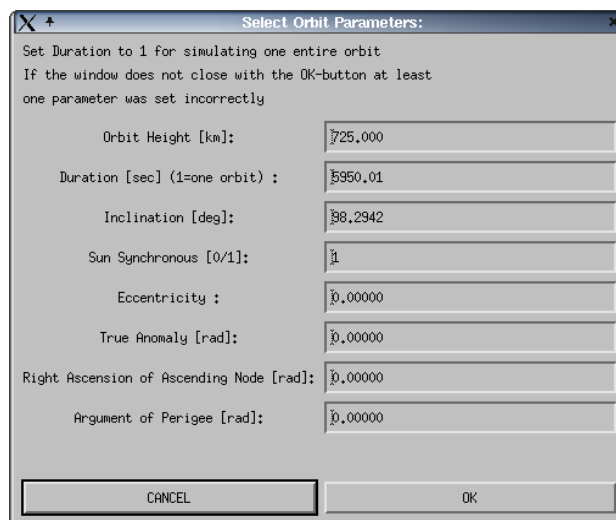 Select Orbit Parameters:
Set Duration to 1 for simulating one entire orbit
If the window does not close with the OK-button at least
one parameter was set incorrectly
Orbit Height [km]: 725.000
Duration [sec] (1=one orbit) : 5950.01
Inclination [deg]: 98.2942
Sun Synchronous [0/1]: 1
Eccentricity : 0.00000
True Anomaly [rad]: 0.00000
Right Ascension of Ascending Node [rad]: 0.00000
Argument of Perigee [rad]: 0.00000
CANCEL OK